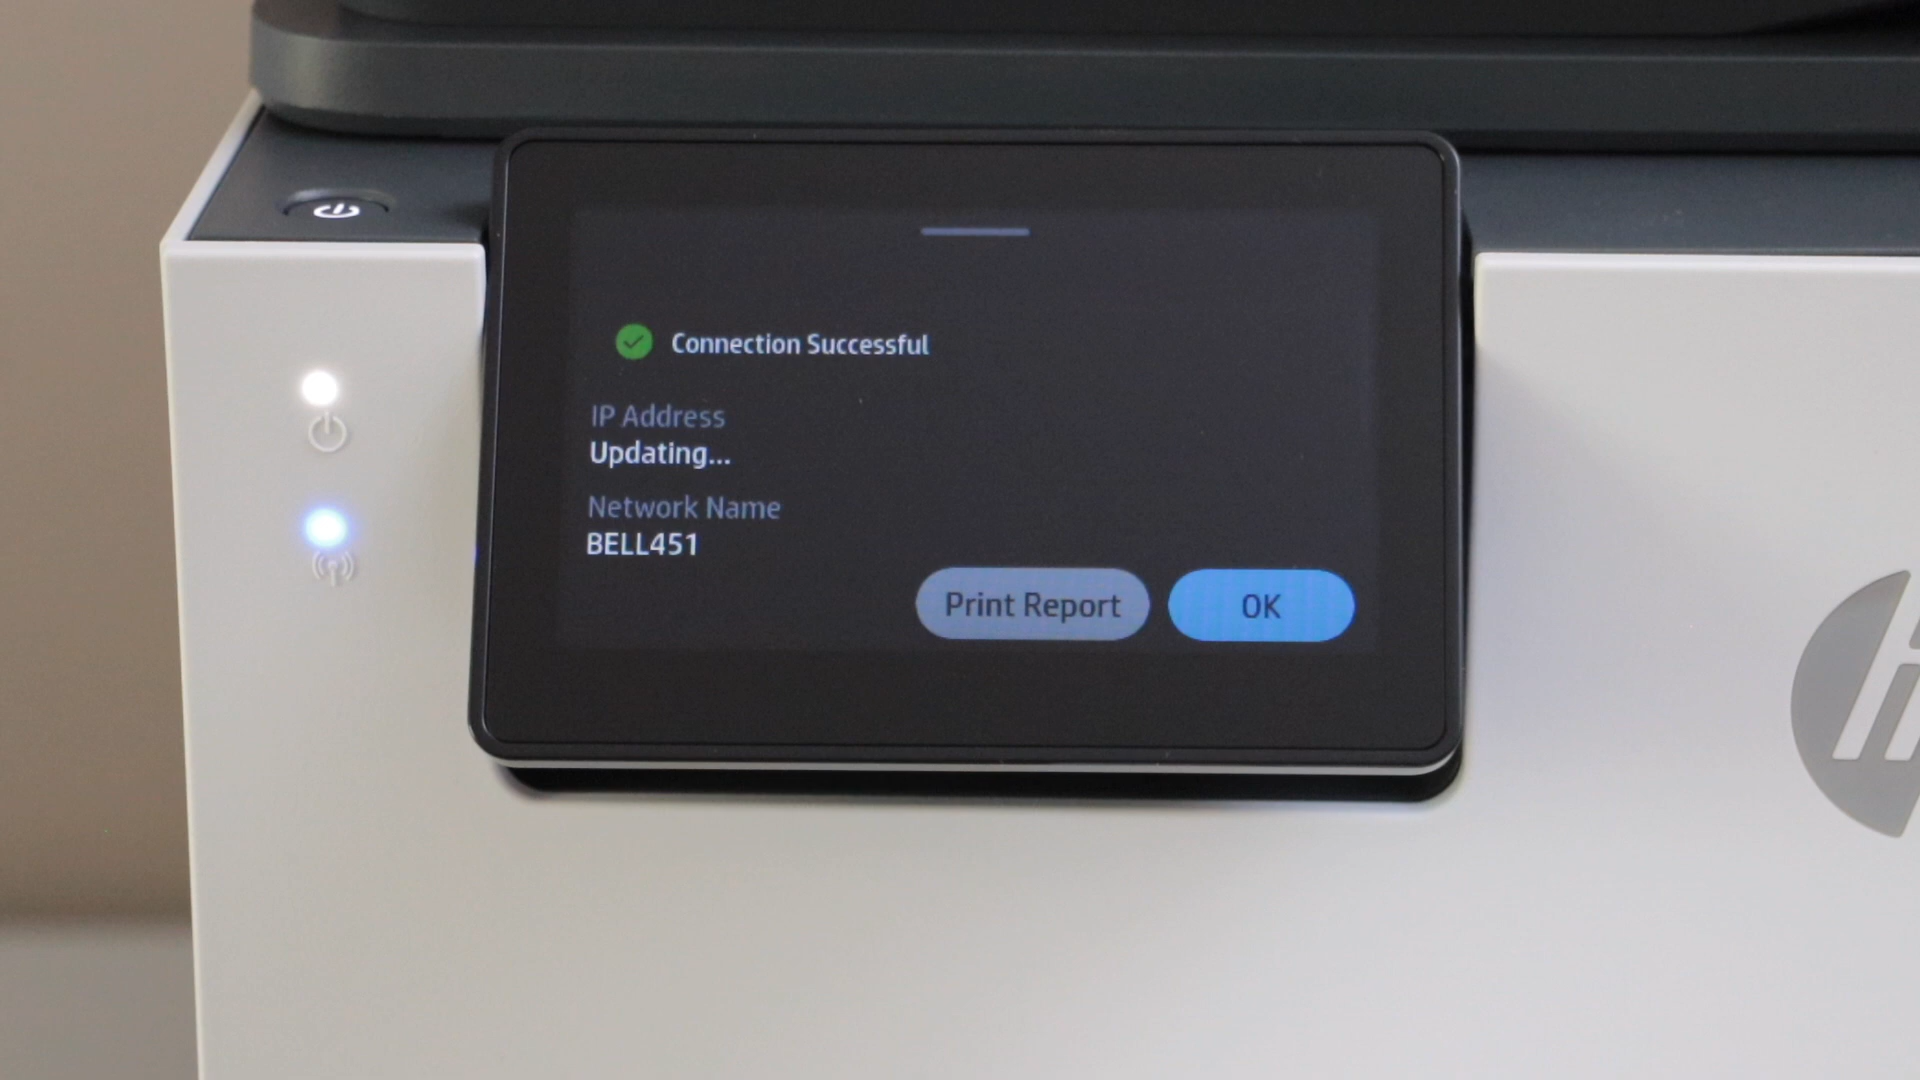 Connection Successful
IP Address
Updating...
Network Name
BELL451
Print Report
OK